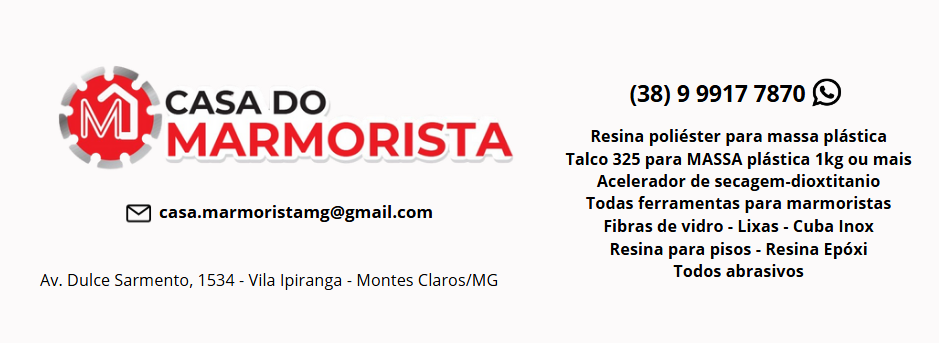 CASA DO
MARMORISTA
casa.marmoristamg@gmail.com
Av. Dulce Sarmento, 1534 - Vila Ipiranga - Montes Claros/MG
(38) 9 9917 7870
Resina poliéster para massa plástica
Talco 325 para MASSA plástica 1kg ou mais
Acelerador de secagem-dioxtitanio
Todas ferramentas para marmoristas
Fibras de vidro - Lixas - Cuba Inox
Resina para pisos - Resina Epóxi
Todos abrasivos